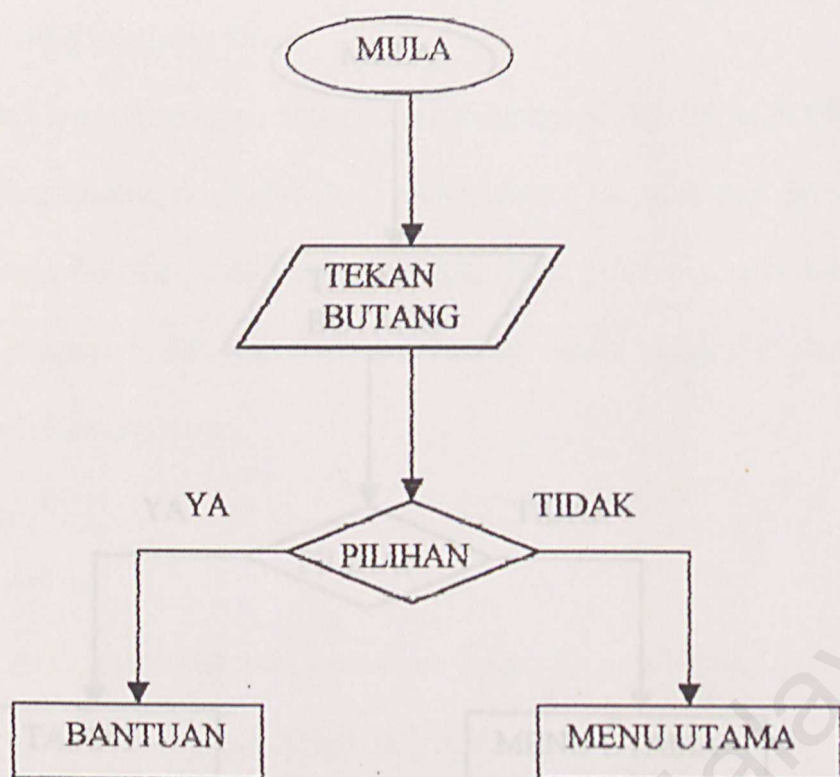 MULA
TEKAN
BUTANG
YA
TIDAK
PILIHAN
BANTUAN
MENU UTAMA